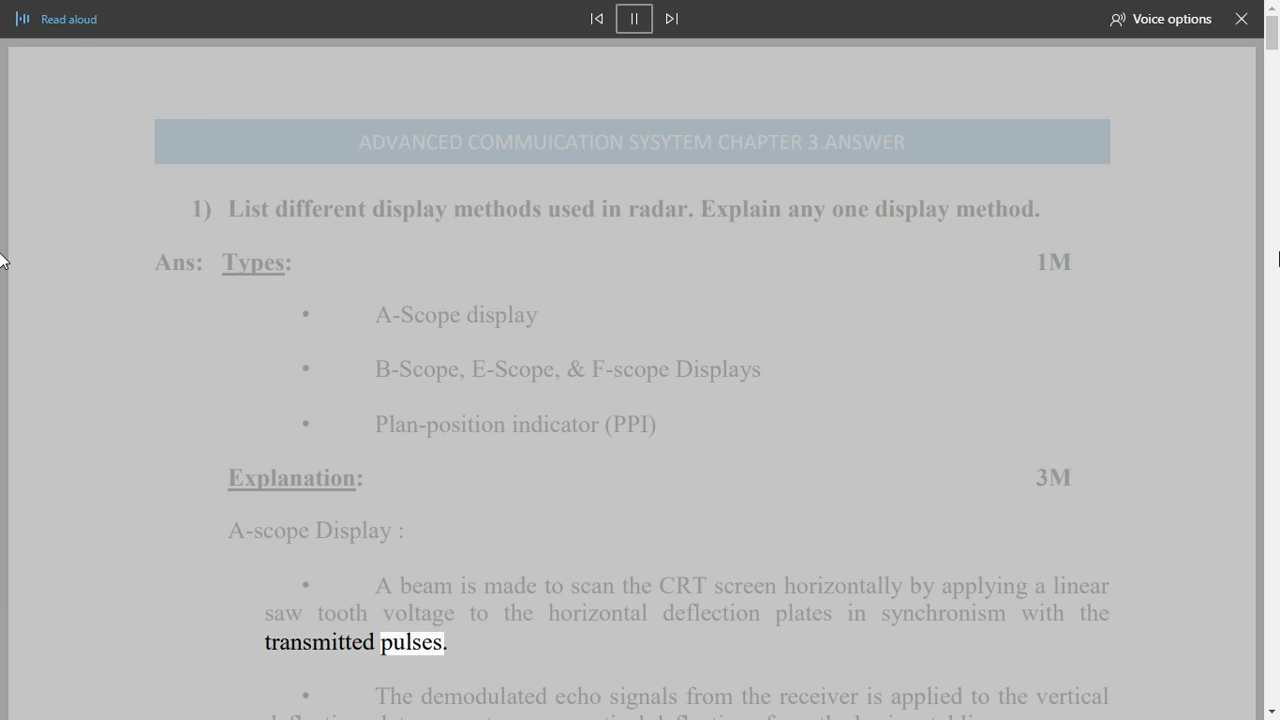 Read aloud
Voice options
ADVANCED COMMUICATION SYSYTEM CHAPTER 3.ANSWER
1) List different display methods used in radar. Explain any one display method.
Ans: Types: 1M
• A-Scope display
• B-Scope, E-Scope, & F-scope Displays
• Plan-position indicator (PPI)
Explanation: 3M
A-scope Display :
• A beam is made to scan the CRT screen horizontally by applying a linear
saw tooth voltage to the horizontal deflection plates in synchronism with the
transmitted pulses.
• The demodulated echo signals from the receiver is applied to the vertical